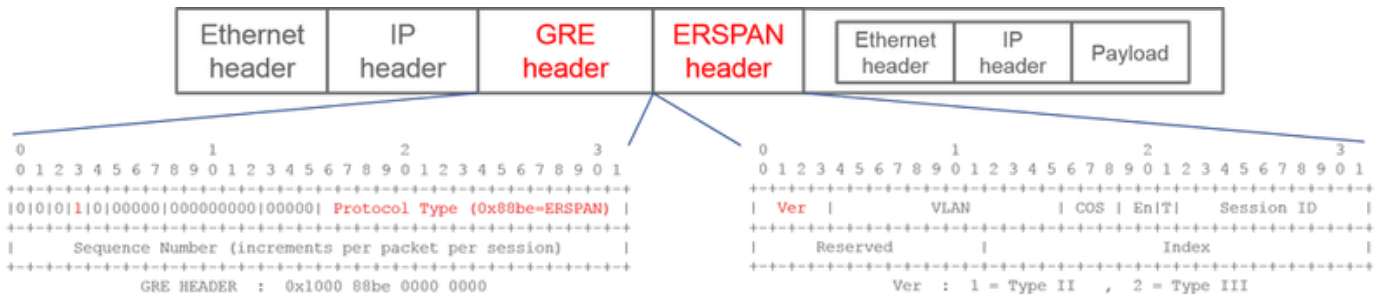 Ethernet header IP header GRE header ERSPAN header Ethernet header IP header Payload
0 1 2 3
0 1 2 3 4 5 6 7 8 9 0 1 2 3 4 5 6 7 8 9 0 1 2 3 4 5 6 7 8 9 0 1
+-+-+-+-+-+-+-+-+-+-+-+-+-+-+-+-+-+-+-+-+-+-+-+-+-+-+-+-+-+-+-+-+
|0|0|0|1|0|00000|000000000|00000| Protocol Type (0x88be=ERSPAN) |
+-+-+-+-+-+-+-+-+-+-+-+-+-+-+-+-+-+-+-+-+-+-+-+-+-+-+-+-+-+-+-+-+
| Sequence Number (increments per packet per session) |
+-+-+-+-+-+-+-+-+-+-+-+-+-+-+-+-+-+-+-+-+-+-+-+-+-+-+-+-+-+-+-+-+
GRE HEADER : 0x1000 88be 0000 0000
0 1 2 3
0 1 2 3 4 5 6 7 8 9 0 1 2 3 4 5 6 7 8 9 0 1 2 3 4 5 6 7 8 9 0 1
+-+-+-+-+-+-+-+-+-+-+-+-+-+-+-+-+-+-+-+-+-+-+-+-+-+-+-+-+-+-+-+-+
| Ver | VLAN | COS | En|T| Session ID |
+-+-+-+-+-+-+-+-+-+-+-+-+-+-+-+-+-+-+-+-+-+-+-+-+-+-+-+-+-+-+-+-+
| Reserved | Index |
+-+-+-+-+-+-+-+-+-+-+-+-+-+-+-+-+-+-+-+-+-+-+-+-+-+-+-+-+-+-+-+-+
Ver : 1 = Type II , 2 = Type III